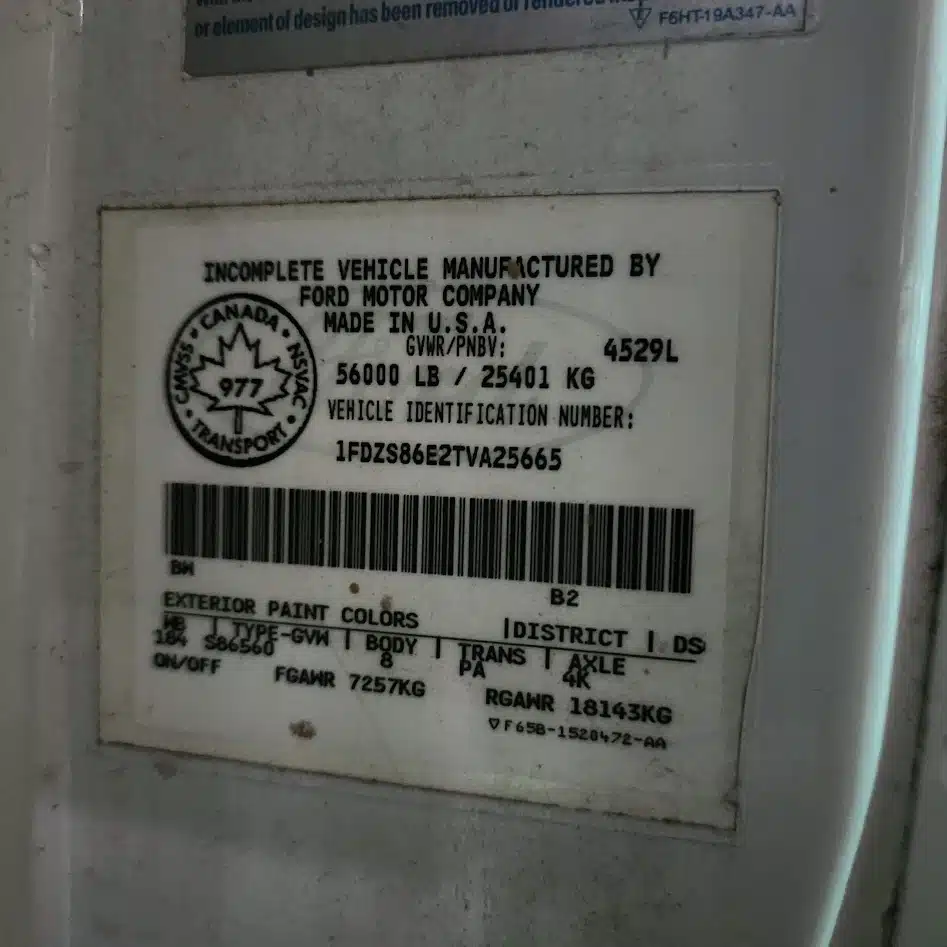 or element of design has been removed or rendered
F6HT-19A347-AA
INCOMPLETE VEHICLE MANUFACTURED BY
FORD MOTOR COMPANY
MADE IN U.S.A.
GVWR/PNBV: 4529L
56000 LB / 25401 KG
VEHICLE IDENTIFICATION NUMBER:
1FDZS86E2TVA25665
CANADA
CMVSS 977 NSVAC
TRANSPORT
BW B2
EXTERIOR PAINT COLORS |DISTRICT | DS
WB | TYPE-GVW | BODY | TRANS | AXLE
184 S86560 8 PA 4K
ON/OFF FGAWR 7257KG RGAWR 18143KG
F65B-1520472-AA